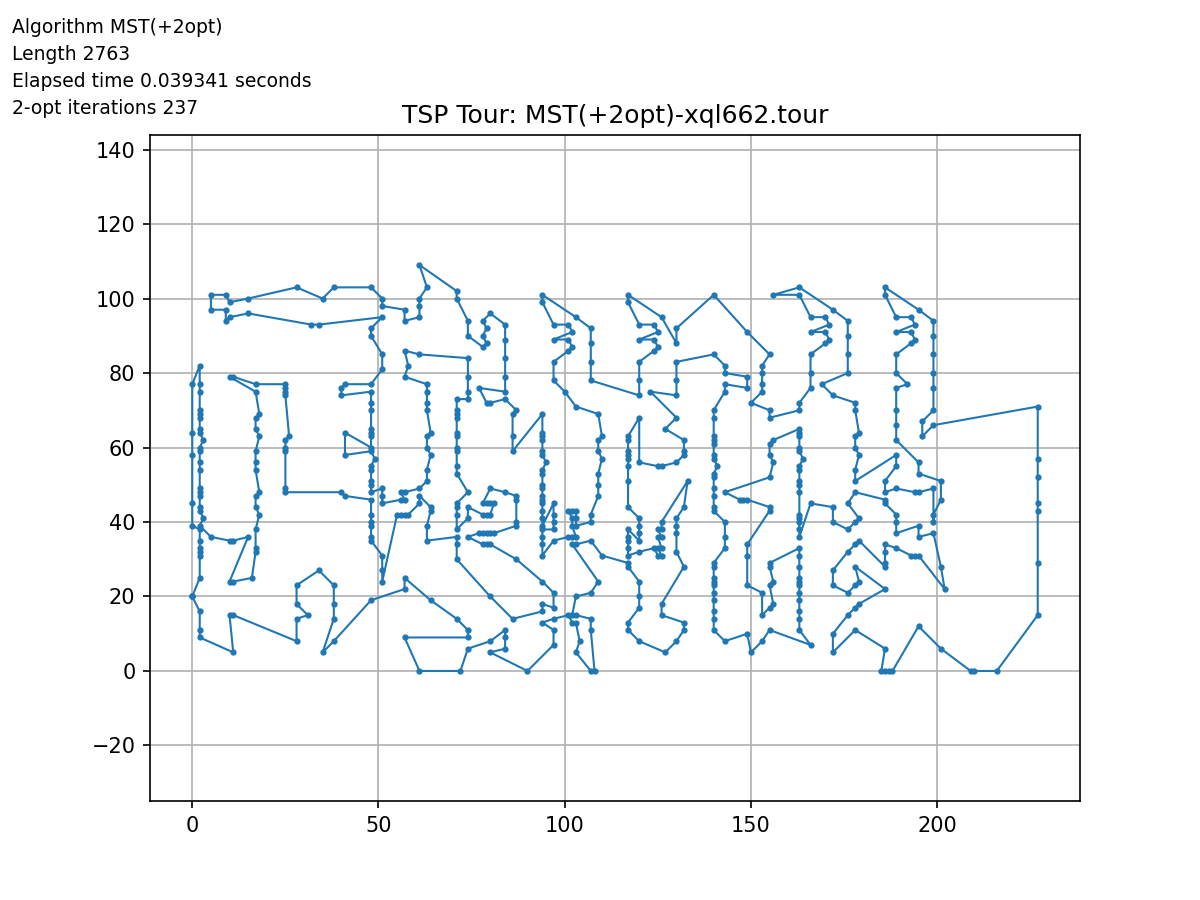 Algorithm MST(+2opt)
Length 2763
Elapsed time 0.039341 seconds
2-opt iterations 237
TSP Tour: MST(+2opt)-xql662.tour
140
120
100
80
60
40
20
0
−20
0 50 100 150 200